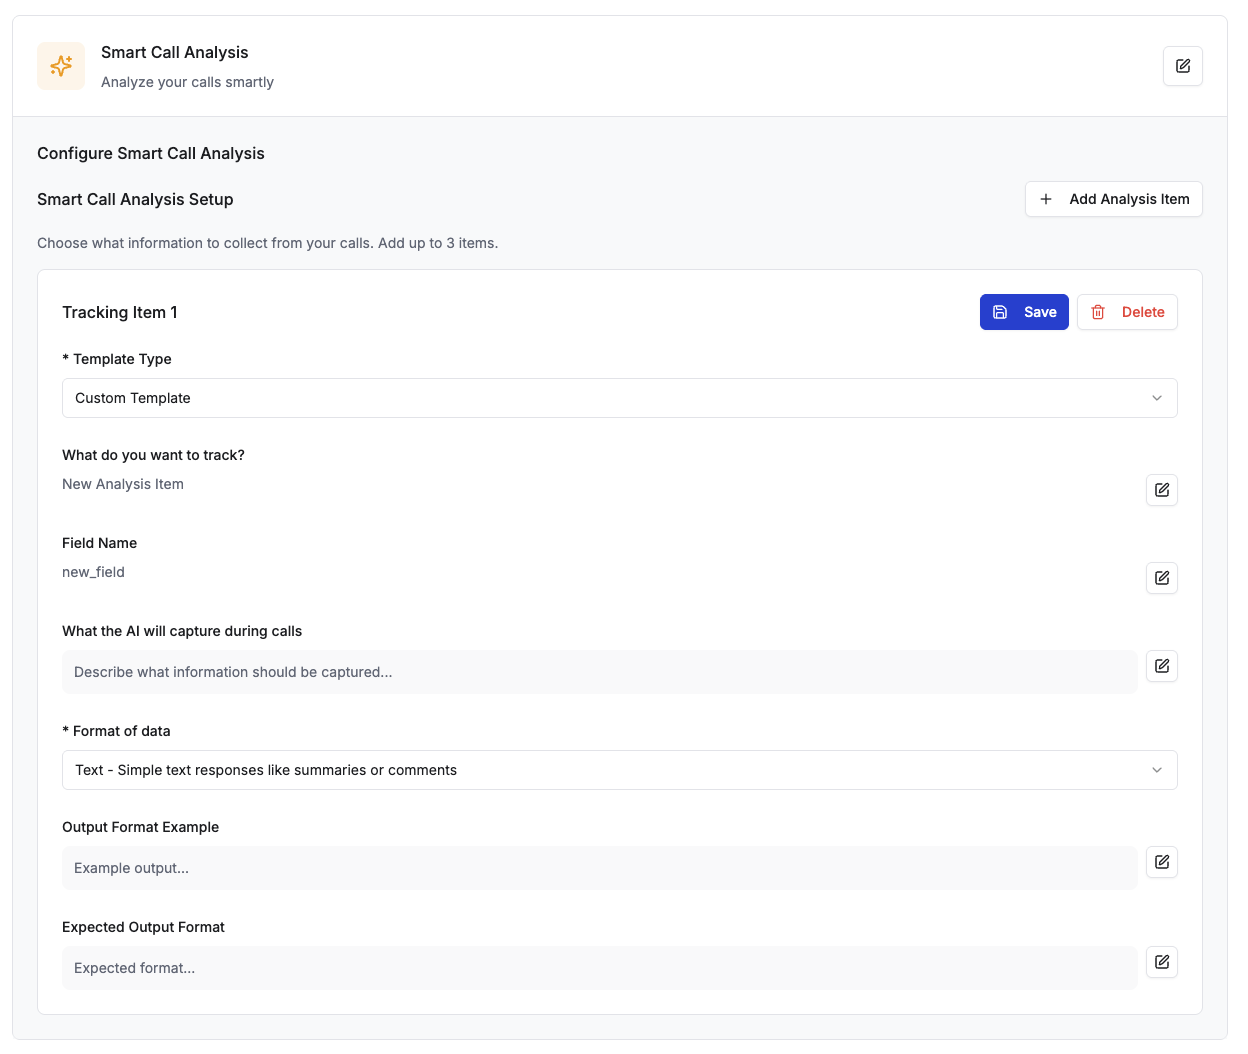 Smart Call Analysis
Analyze your calls smartly
Configure Smart Call Analysis
Smart Call Analysis Setup
Add Analysis Item
Choose what information to collect from your calls. Add up to 3 items.
Tracking Item 1
Save
Delete
* Template Type
Custom Template
What do you want to track?
New Analysis Item
Field Name
new_field
What the AI will capture during calls
Describe what information should be captured...
* Format of data
Text - Simple text responses like summaries or comments
Output Format Example
Example output...
Expected Output Format
Expected format...